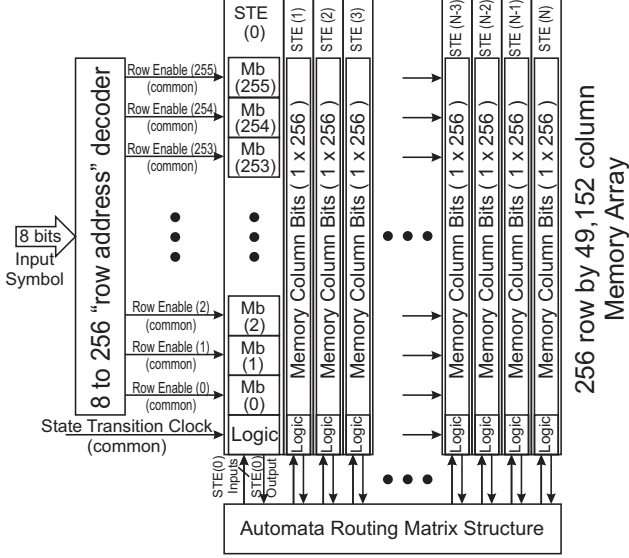 STE
(0)
STE (1)
STE (2)
STE (3)
STE (N-3)
STE (N-2)
STE (N-1)
STE (N)
8 bits
Input
Symbol
8 to 256 “row address” decoder
Row Enable (255)
(common)
Row Enable (254)
(common)
Row Enable (253)
(common)
Row Enable (2)
(common)
Row Enable (1)
(common)
Row Enable (0)
(common)
State Transition Clock
(common)
Mb
(255)
Mb
(254)
Mb
(253)
Mb
(2)
Mb
(1)
Mb
(0)
Logic
Memory Column Bits ( 1 x 256 )
Memory Column Bits ( 1 x 256 )
Memory Column Bits ( 1 x 256 )
Memory Column Bits ( 1 x 256 )
Memory Column Bits ( 1 x 256 )
Memory Column Bits ( 1 x 256 )
Memory Column Bits ( 1 x 256 )
Logic
Logic
Logic
Logic
Logic
Logic
Logic
256 row by 49,152 column
Memory Array
STE(0)
Inputs
STE(0)
Output
Automata Routing Matrix Structure